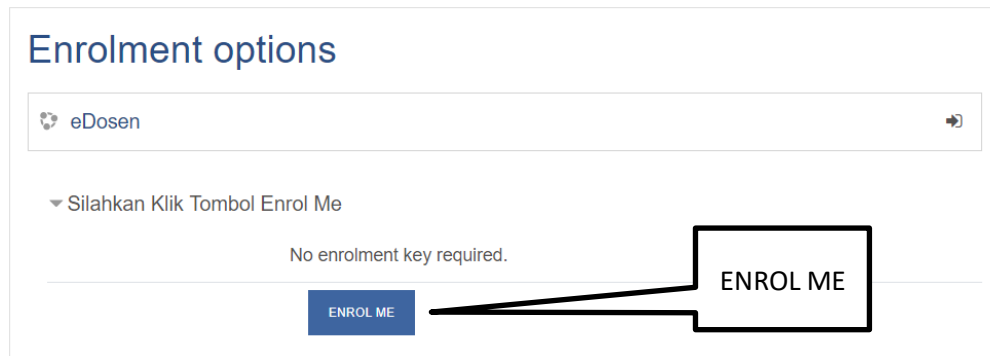 Enrolment options
eDosen
Silahkan Klik Tombol Enrol Me
No enrolment key required.
ENROL ME
ENROL ME